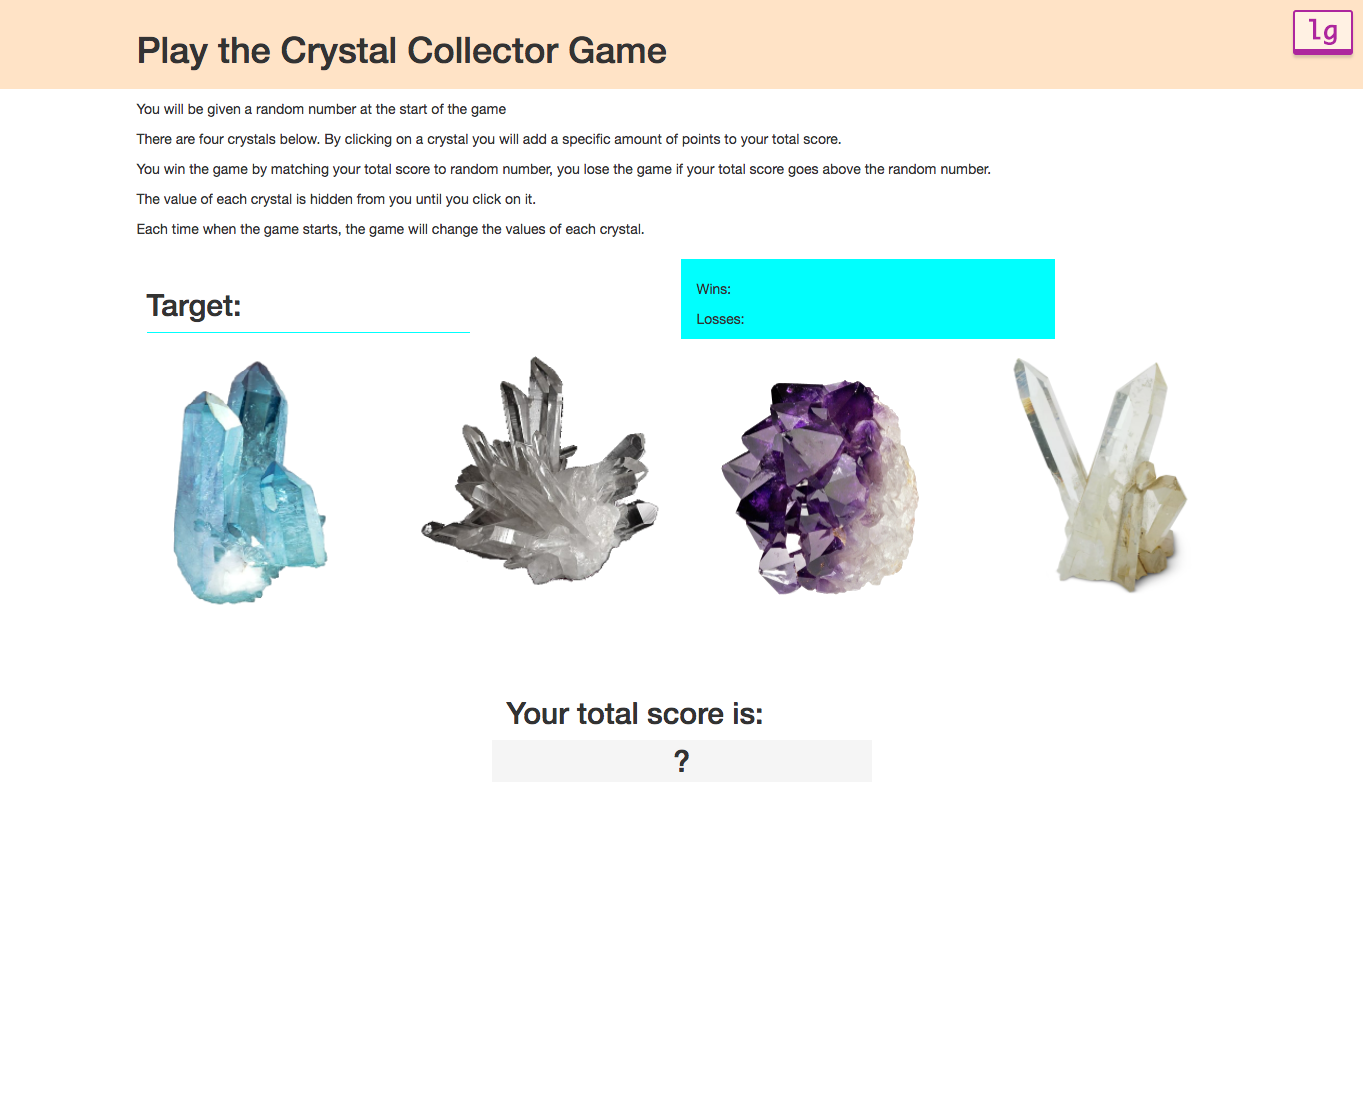 Play the Crystal Collector Game
lg
You will be given a random number at the start of the game
There are four crystals below. By clicking on a crystal you will add a specific amount of points to your total score.
You win the game by matching your total score to random number, you lose the game if your total score goes above the random number.
The value of each crystal is hidden from you until you click on it.
Each time when the game starts, the game will change the values of each crystal.
Target:
Wins:
Losses:
Your total score is:
?